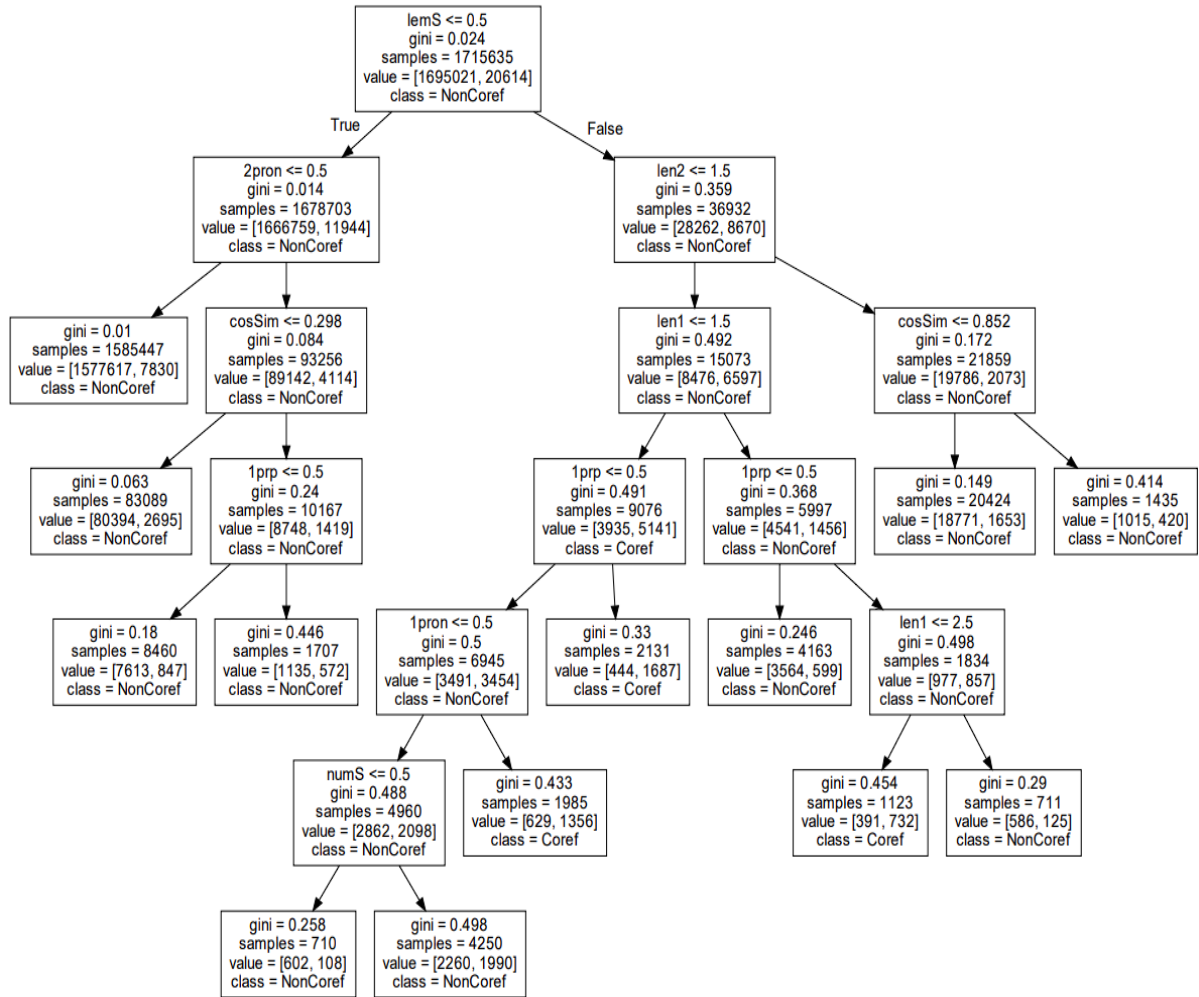 lemS <= 0.5
gini = 0.024
samples = 1715635
value = [1695021, 20614]
class = NonCoref
True
False
2pron <= 0.5
gini = 0.014
samples = 1678703
value = [1666759, 11944]
class = NonCoref
len2 <= 1.5
gini = 0.359
samples = 36932
value = [28262, 8670]
class = NonCoref
gini = 0.01
samples = 1585447
value = [1577617, 7830]
class = NonCoref
cosSim <= 0.298
gini = 0.084
samples = 93256
value = [89142, 4114]
class = NonCoref
len1 <= 1.5
gini = 0.492
samples = 15073
value = [8476, 6597]
class = NonCoref
cosSim <= 0.852
gini = 0.172
samples = 21859
value = [19786, 2073]
class = NonCoref
gini = 0.063
samples = 83089
value = [80394, 2695]
class = NonCoref
1prp <= 0.5
gini = 0.24
samples = 10167
value = [8748, 1419]
class = NonCoref
1prp <= 0.5
gini = 0.491
samples = 9076
value = [3935, 5141]
class = Coref
1prp <= 0.5
gini = 0.368
samples = 5997
value = [4541, 1456]
class = NonCoref
gini = 0.149
samples = 20424
value = [18771, 1653]
class = NonCoref
gini = 0.414
samples = 1435
value = [1015, 420]
class = NonCoref
gini = 0.18
samples = 8460
value = [7613, 847]
class = NonCoref
gini = 0.446
samples = 1707
value = [1135, 572]
class = NonCoref
1pron <= 0.5
gini = 0.5
samples = 6945
value = [3491, 3454]
class = NonCoref
gini = 0.33
samples = 2131
value = [444, 1687]
class = Coref
gini = 0.246
samples = 4163
value = [3564, 599]
class = NonCoref
len1 <= 2.5
gini = 0.498
samples = 1834
value = [977, 857]
class = NonCoref
numS <= 0.5
gini = 0.488
samples = 4960
value = [2862, 2098]
class = NonCoref
gini = 0.433
samples = 1985
value = [629, 1356]
class = Coref
gini = 0.454
samples = 1123
value = [391, 732]
class = Coref
gini = 0.29
samples = 711
value = [586, 125]
class = NonCoref
gini = 0.258
samples = 710
value = [602, 108]
class = NonCoref
gini = 0.498
samples = 4250
value = [2260, 1990]
class = NonCoref